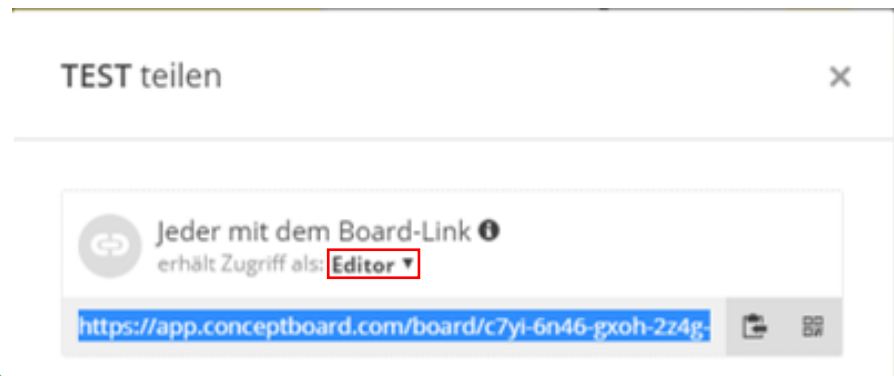 TEST teilen
Jeder mit dem Board-Link
erhält Zugriff als: Editor
https://app.conceptboard.com/board/c7yi-6n46-gxoh-2z4g-